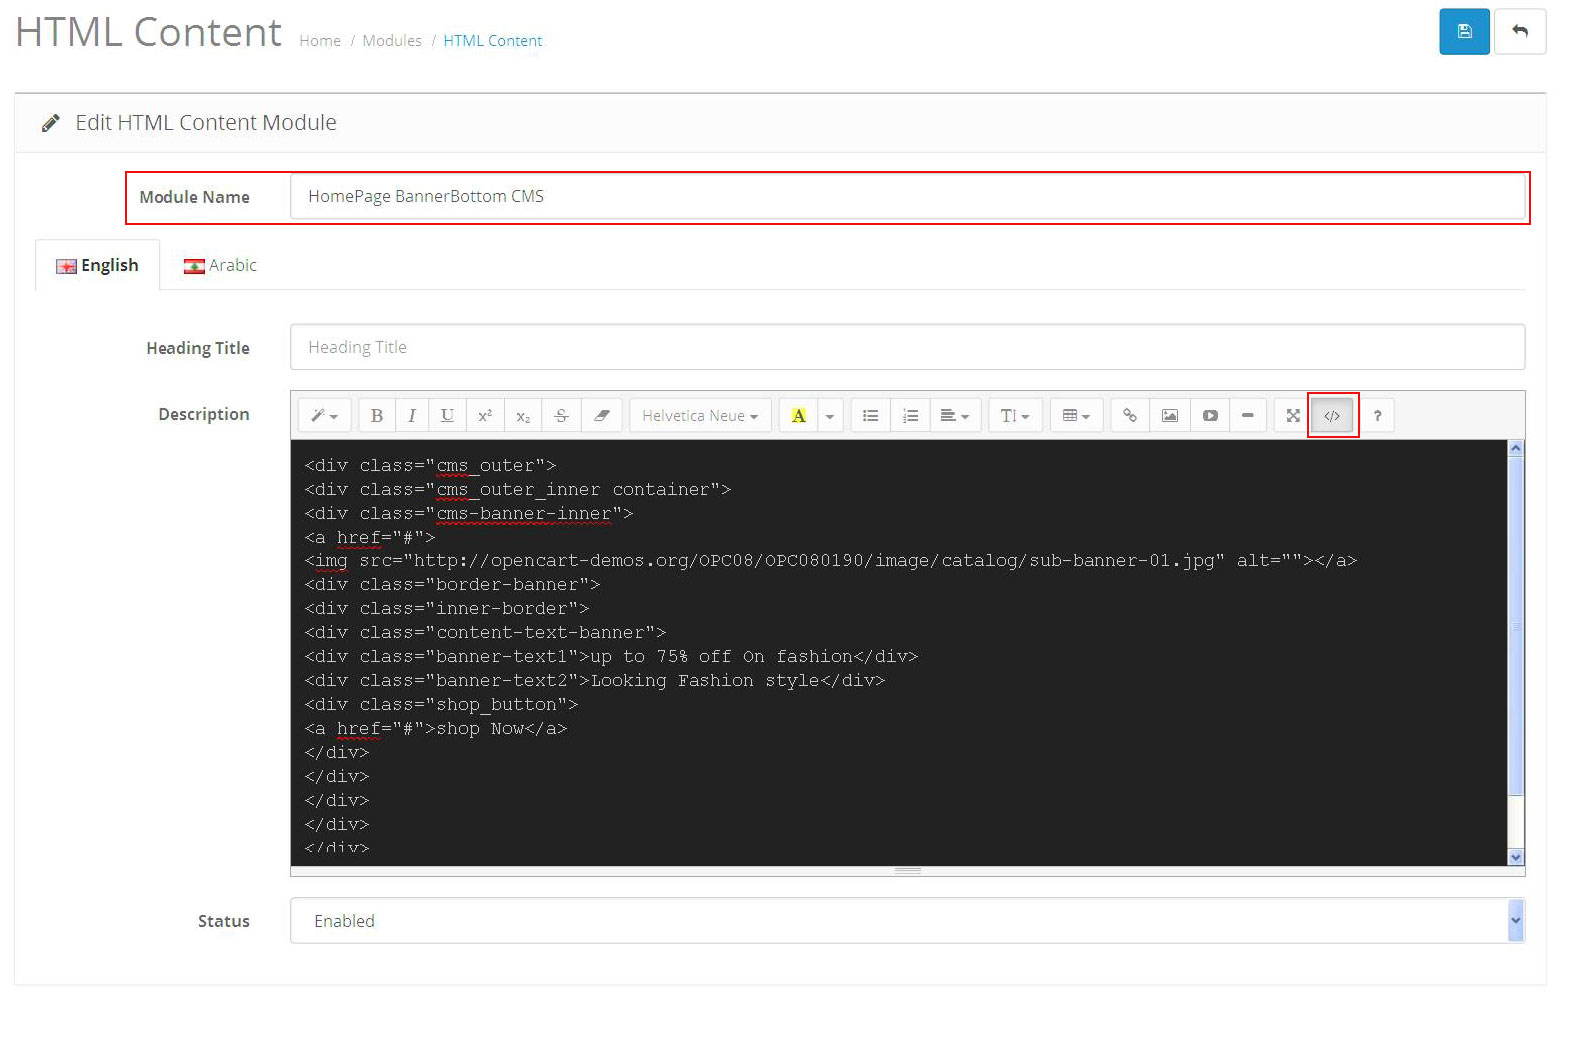 HTML Content Home / Modules / HTML Content
Edit HTML Content Module
Module Name HomePage BannerBottom CMS
English Arabic
Heading Title Heading Title
Description B I U x² x₂ S Helvetica Neue A TI </> ?
<div class="cms_outer">
<div class="cms_outer_inner container">
<div class="cms-banner-inner">
<a href="#">
<img src="http://opencart-demos.org/OPC08/OPC080190/image/catalog/sub-banner-01.jpg" alt=""></a>
<div class="border-banner">
<div class="inner-border">
<div class="content-text-banner">
<div class="banner-text1">up to 75% off On fashion</div>
<div class="banner-text2">Looking Fashion style</div>
<div class="shop_button">
<a href="#">shop Now</a>
</div>
</div>
</div>
</div>
</div>
Status Enabled